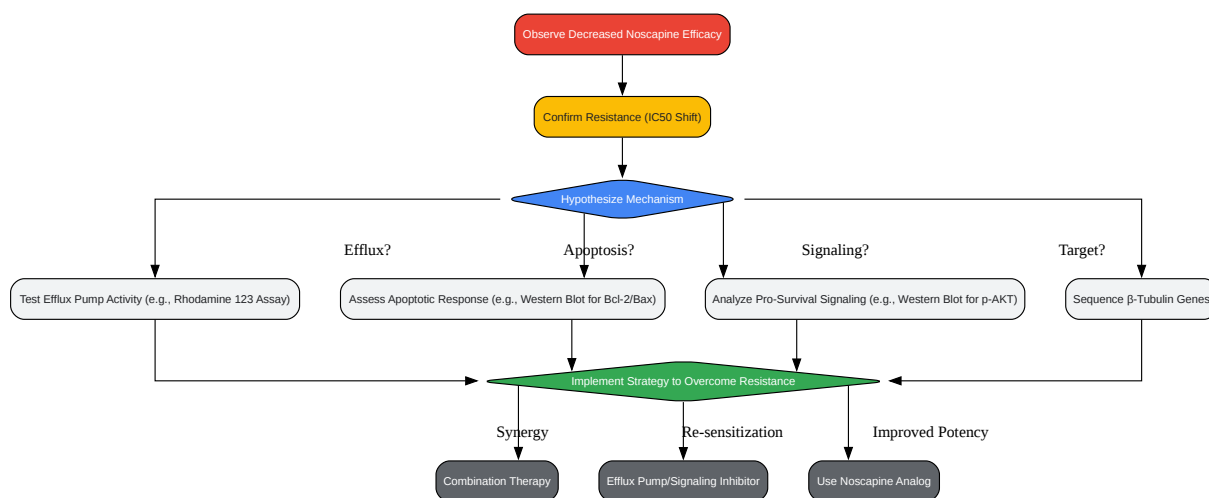 Observe Decreased Noscapine Efficacy
Confirm Resistance (IC50 Shift)
Hypothesize Mechanism
Efflux?
Apoptosis?
Signaling?
Target?
Test Efflux Pump Activity (e.g., Rhodamine 123 Assay)
Assess Apoptotic Response (e.g., Western Blot for Bcl-2/Bax)
Analyze Pro-Survival Signaling (e.g., Western Blot for p-AKT)
Sequence β-Tubulin Genes
Implement Strategy to Overcome Resistance
Synergy
Re-sensitization
Improved Potency
Combination Therapy
Efflux Pump/Signaling Inhibitor
Use Noscapine Analog